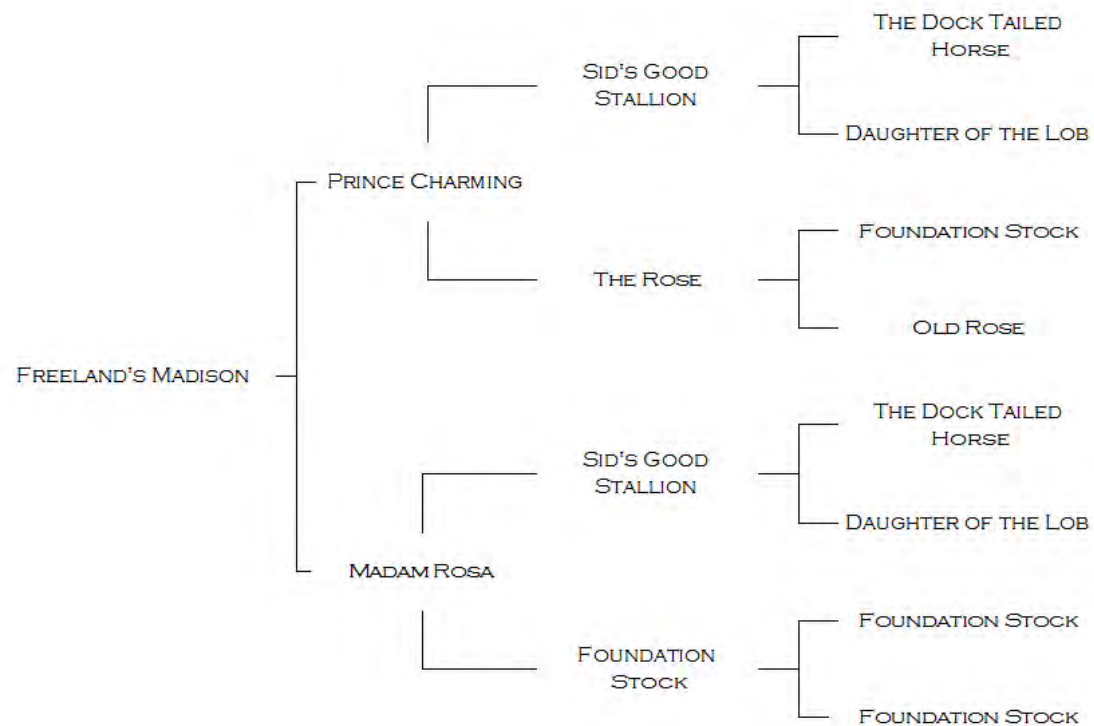 The Dock Tailed
Horse
Sid's Good
Stallion
Daughter of the Lob
Prince Charming
Foundation Stock
The Rose
Old Rose
Freeland's Madison
The Dock Tailed
Horse
Sid's Good
Stallion
Daughter of the Lob
Madam Rosa
Foundation Stock
Foundation
Stock
Foundation Stock